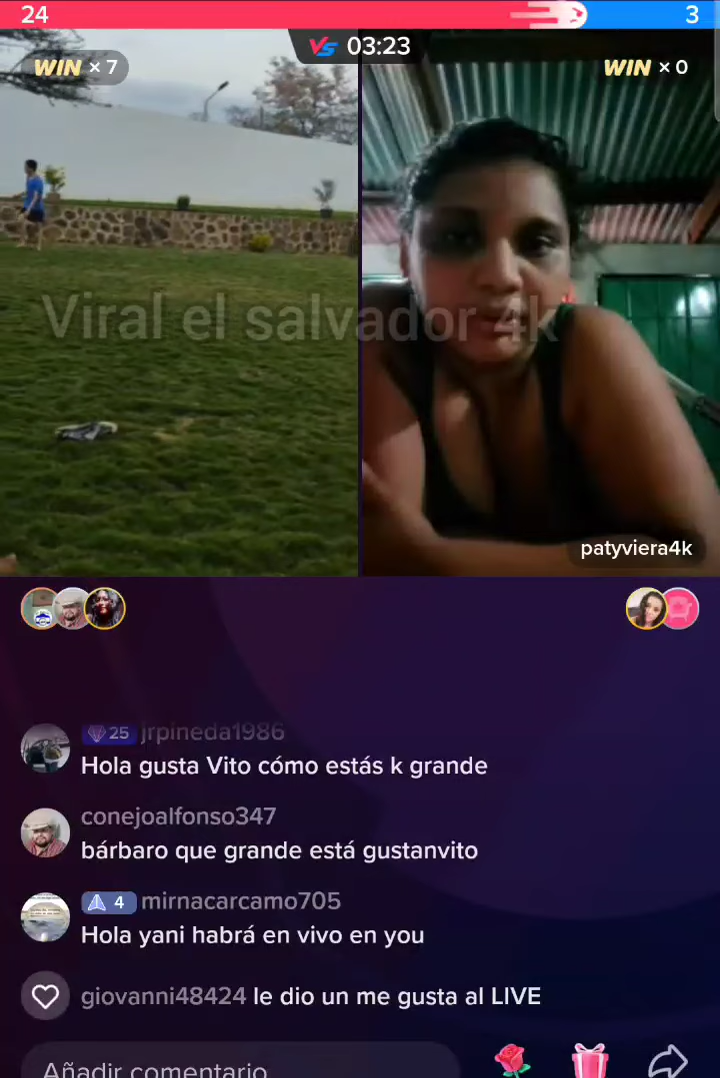 24
3
VS 03:23
WIN × 7
WIN × 0
Viral el salvador 4k
patyviera4k
25 jrpineda1986
Hola gusta Vito cómo estás k grande
conejoalfonso347
bárbaro que grande está gustanvito
4 mirnacarcamo705
Hola yani habrá en vivo en you
giovanni48424 le dio un me gusta al LIVE
Añadir comentario